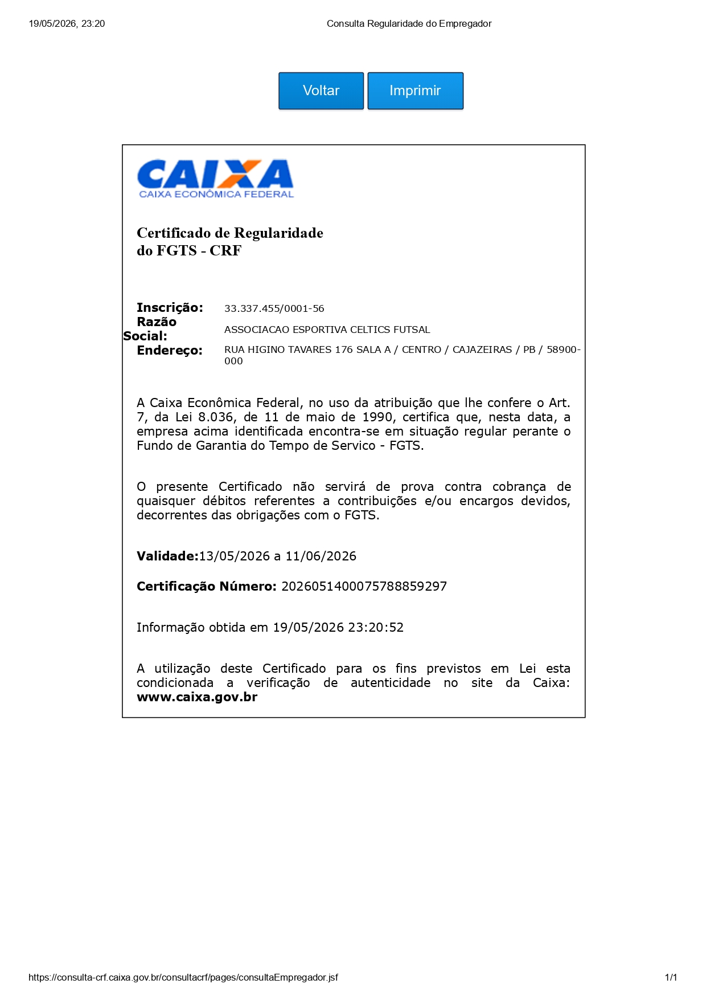 19/05/2026, 23:20
Consulta Regularidade do Empregador
Voltar
Imprimir
CAIXA
CAIXA ECONÔMICA FEDERAL
Certificado de Regularidade
do FGTS - CRF
Inscrição: 33.337.455/0001-56
Razão
Social: ASSOCIACAO ESPORTIVA CELTICS FUTSAL
Endereço: RUA HIGINO TAVARES 176 SALA A / CENTRO / CAJAZEIRAS / PB / 58900-
000
A Caixa Econômica Federal, no uso da atribuição que lhe confere o Art.
7, da Lei 8.036, de 11 de maio de 1990, certifica que, nesta data, a
empresa acima identificada encontra-se em situação regular perante o
Fundo de Garantia do Tempo de Servico - FGTS.
O presente Certificado não servirá de prova contra cobrança de
quaisquer débitos referentes a contribuições e/ou encargos devidos,
decorrentes das obrigações com o FGTS.
Validade:13/05/2026 a 11/06/2026
Certificação Número: 2026051400075788859297
Informação obtida em 19/05/2026 23:20:52
A utilização deste Certificado para os fins previstos em Lei esta
condicionada a verificação de autenticidade no site da Caixa:
www.caixa.gov.br
https://consulta-crf.caixa.gov.br/consultacrf/pages/consultaEmpregador.jsf
1/1